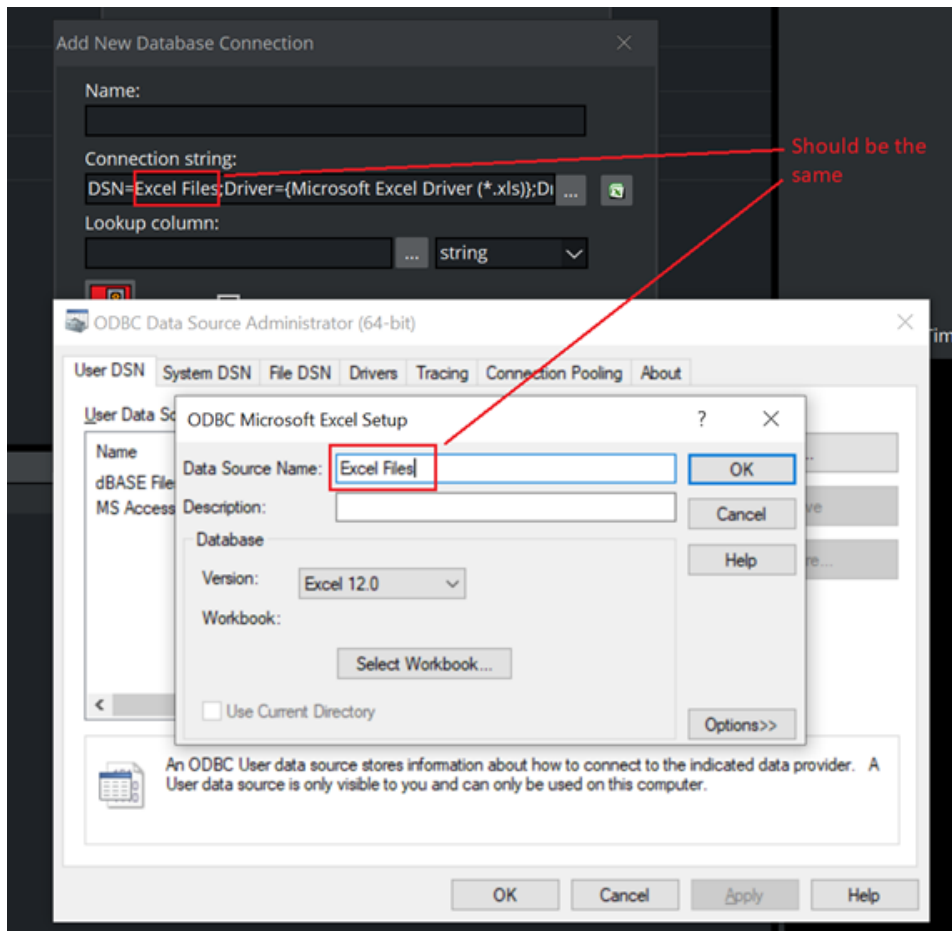 Add New Database Connection
Name:
Connection string:
Should be the
same
DSN=Excel Files;Driver={Microsoft Excel Driver (*.xls)};
...
Lookup column:
...
string
ODBC Data Source Administrator (64-bit)
User DSN
System DSN
File DSN
Drivers
Tracing
Connection Pooling
About
User Data
ODBC Microsoft Excel Setup
?
Name
Data Source Name:
Excel Files
OK
dBASE
MS Access
Description:
Cancel
Database
Help
Version:
Excel 12.0
Workbook:
Select Workbook...
Use Current Directory
Options>>
An ODBC User data source stores information about how to connect to the indicated data provider. A
User data source is only visible to you and can only be used on this computer.
OK
Cancel
Apply
Help